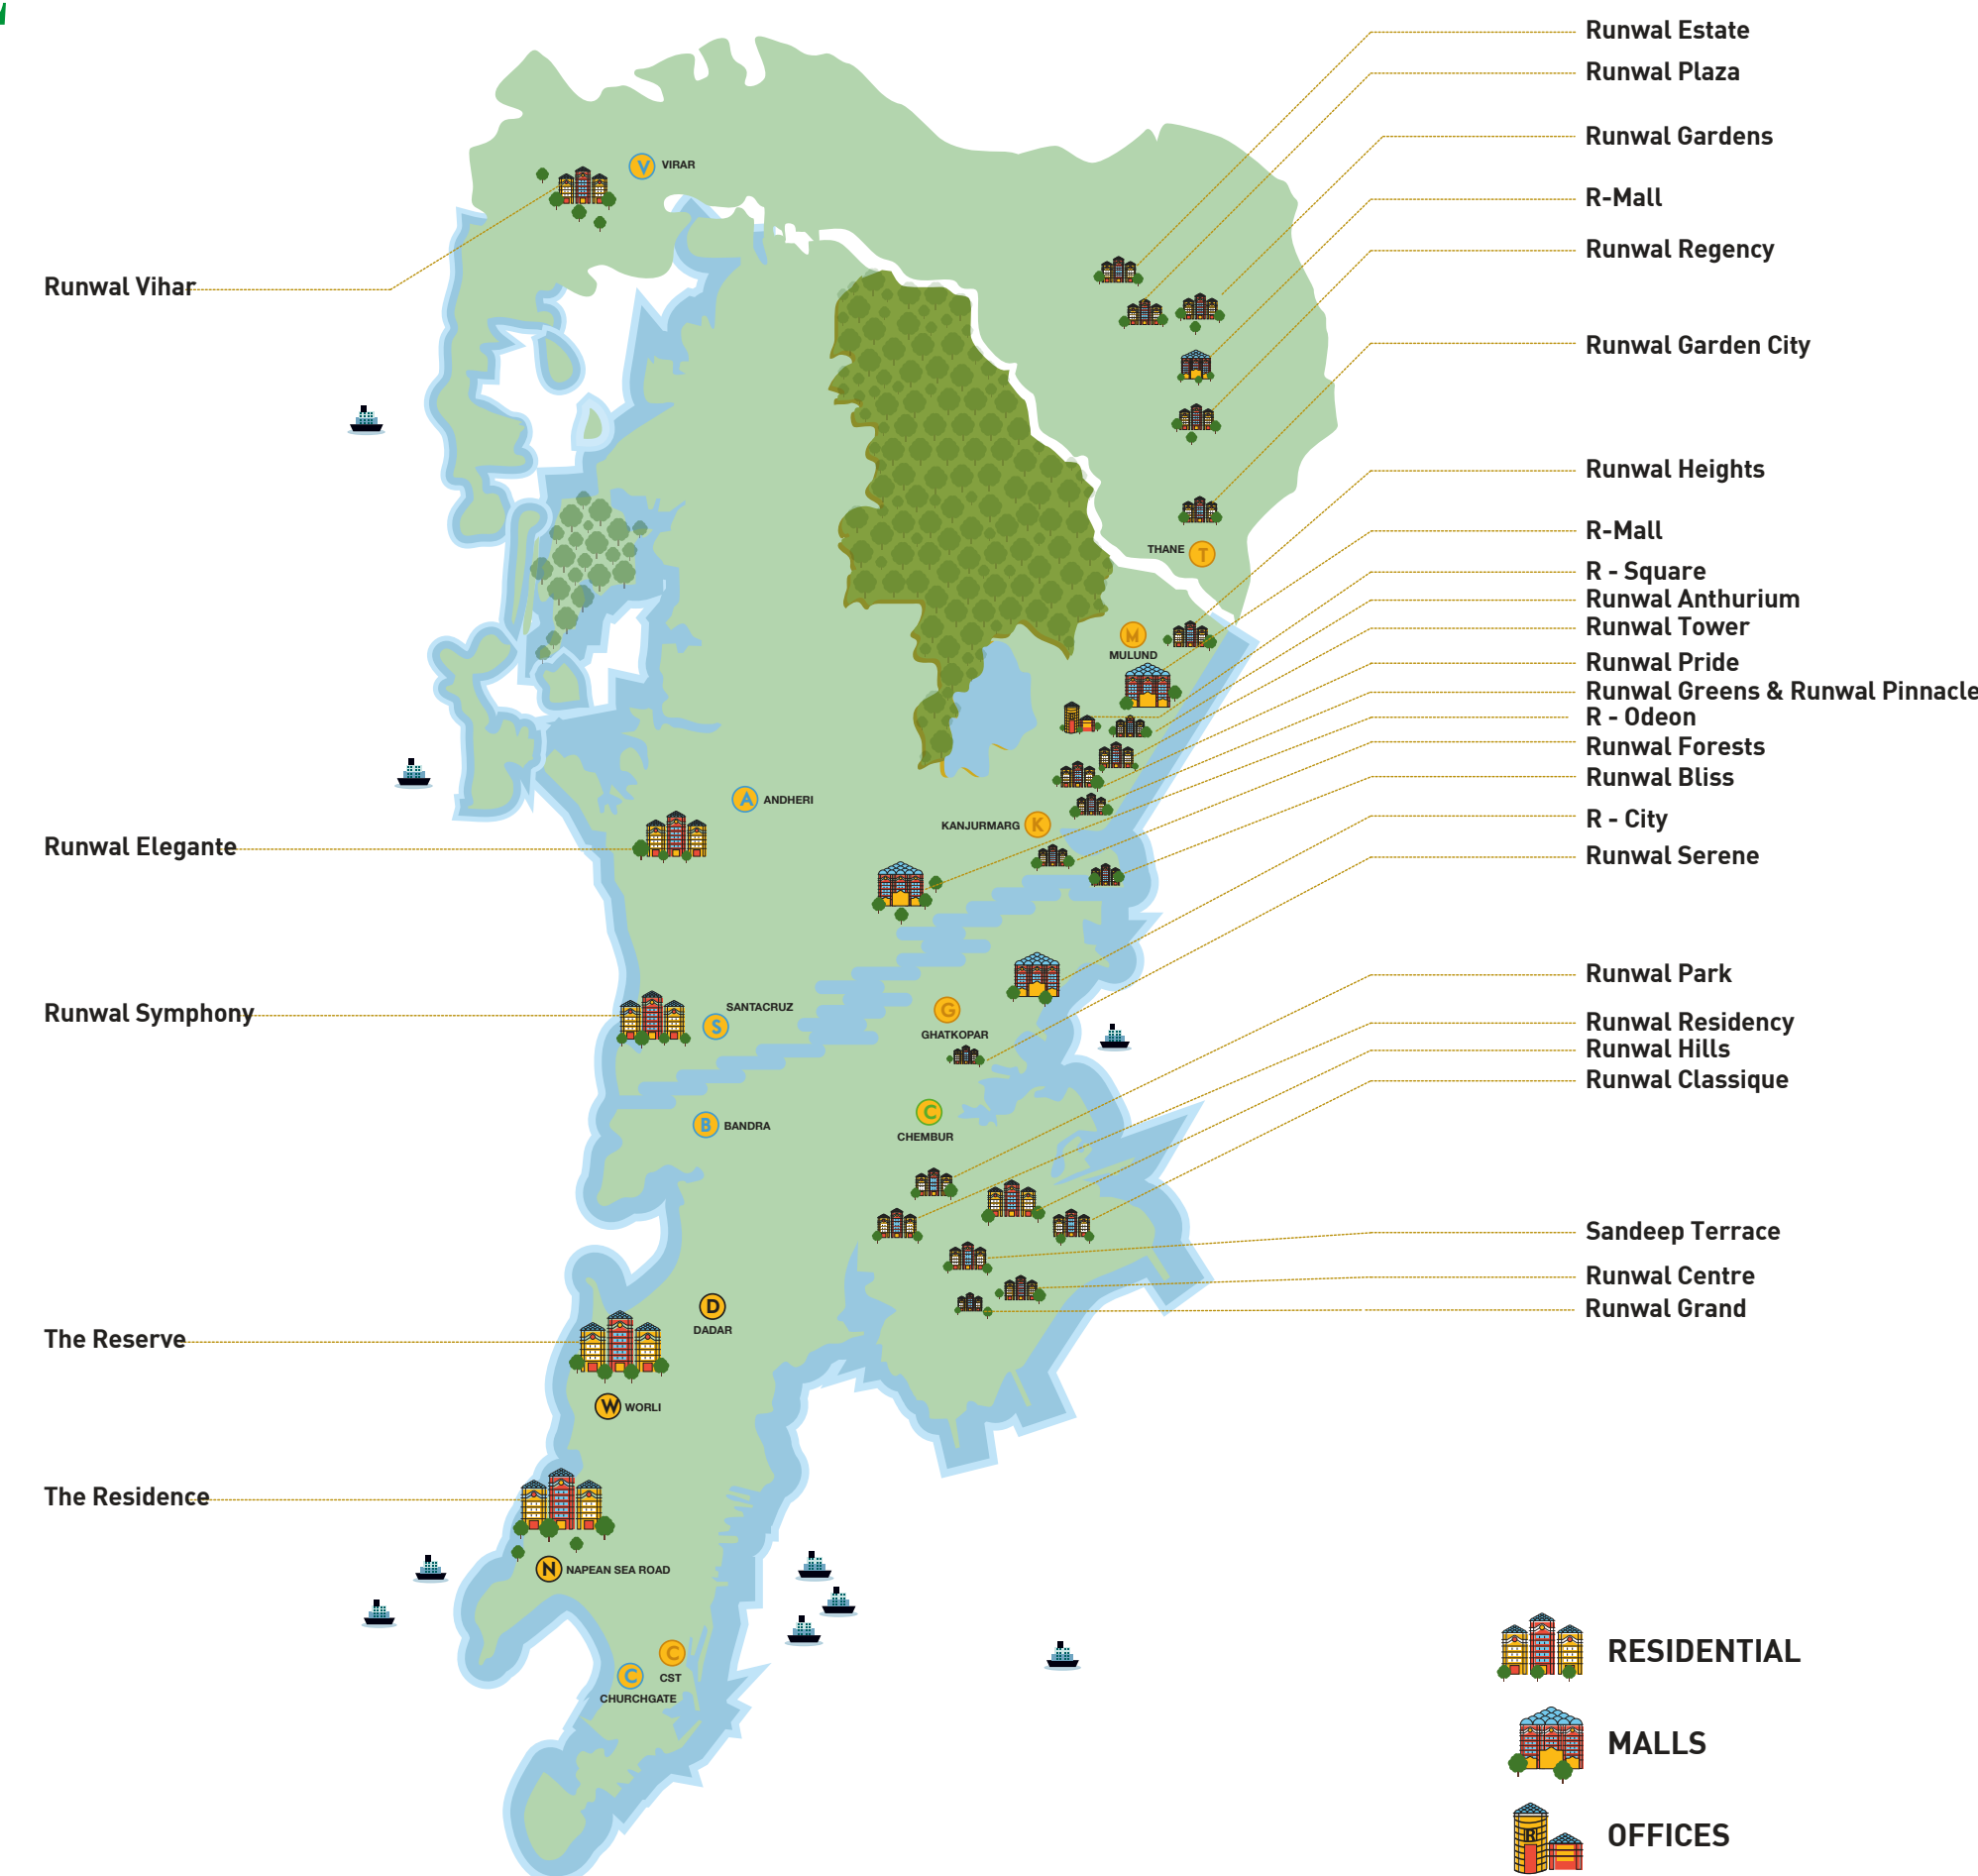 Runwal Estate
Runwal Plaza
Runwal Gardens
V VIRAR
R-Mall
Runwal Regency
Runwal Vihar
Runwal Garden City
Runwal Heights
R-Mall
THANE T
R - Square
Runwal Anthurium
Runwal Tower
M
MULUND
Runwal Pride
Runwal Greens & Runwal Pinnacle
R - Odeon
Runwal Forests
Runwal Bliss
A ANDHERI
KANJURMARG K
R - City
Runwal Elegante
Runwal Serene
Runwal Park
SANTACRUZ
S
G
GHATKOPAR
Runwal Symphony
Runwal Residency
Runwal Hills
Runwal Classique
C
CHEMBUR
B BANDRA
Sandeep Terrace
Runwal Centre
Runwal Grand
D
DADAR
The Reserve
W WORLI
The Residence
N NAPEAN SEA ROAD
C
CST
C
CHURCHGATE
RESIDENTIAL
MALLS
R
OFFICES